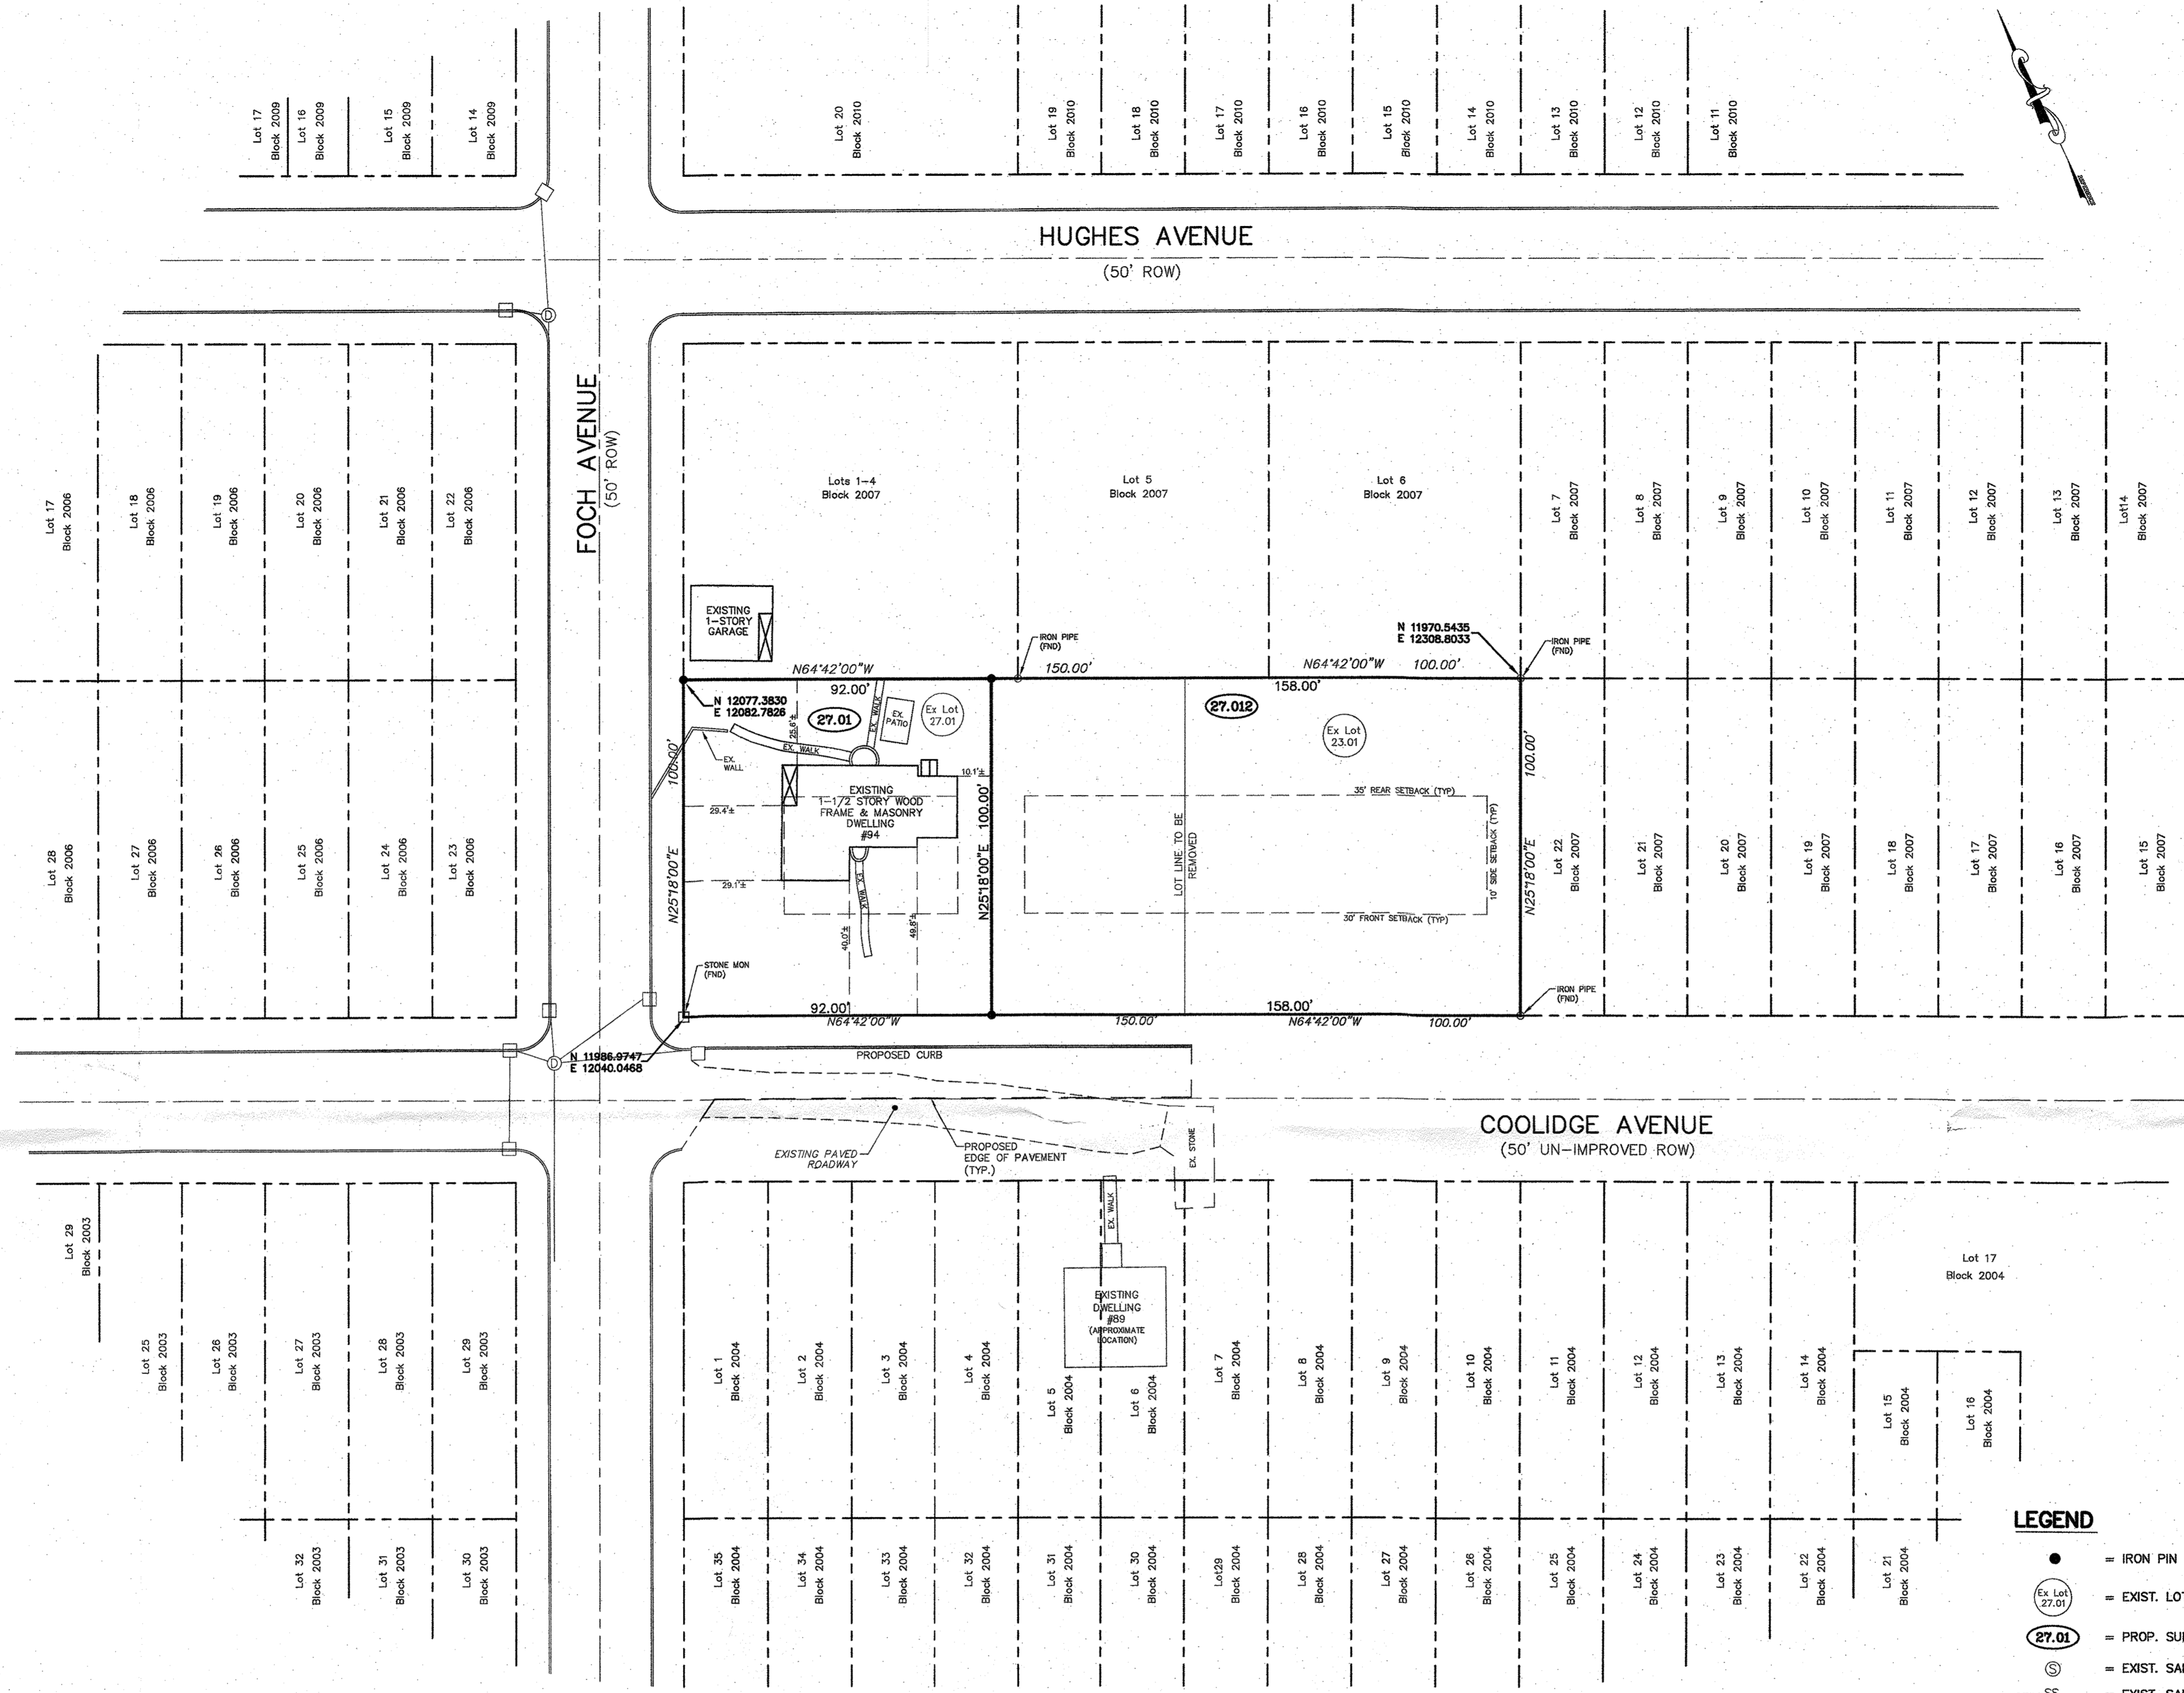 Lot 17
Block 2009
Lot 16
Block 2009
Lot 15
Block 2009
Lot 14
Block 2009
Lot 20
Block 2010
Lot 19
Block 2010
Lot 18
Block 2010
Lot 17
Block 2010
Lot 16
Block 2010
Lot 15
Block 2010
Lot 14
Block 2010
Lot 13
Block 2010
Lot 12
Block 2010
Lot 11
Block 2010
HUGHES AVENUE
(50' ROW)
D
FOCH AVENUE
(50' ROW)
Lot 17
Block 2006
Lot 18
Block 2006
Lot 19
Block 2006
Lot 20
Block 2006
Lot 21
Block 2006
Lot 22
Block 2006
Lots 1-4
Block 2007
Lot 5
Block 2007
Lot 6
Block 2007
Lot 7
Block 2007
Lot 8
Block 2007
Lot 9
Block 2007
Lot 10
Block 2007
Lot 11
Block 2007
Lot 12
Block 2007
Lot 13
Block 2007
Lot14
Block 2007
EXISTING
1-STORY
GARAGE
IRON PIPE
(FND)
N 11970.5435
E 12308.8033
IRON PIPE
(FND)
N64°42'00"W
150.00'
N64°42'00"W
100.00'
92.00'
158.00'
N 12077.3830
E 12082.7826
27.01
EX. WALK
EX.
PATIO
Ex Lot
27.01
27.012
Ex Lot
23.01
25.6'±
EX. WALK
EX.
WALL
100.00'
N25°18'00"E
29.4'±
10.1'±
EXISTING
1-1/2 STORY WOOD
FRAME & MASONRY
DWELLING
#94
29.1'±
EX. WALK
40.0'±
49.8'±
N25°18'00"E 100.00'
LOT LINE TO BE
REMOVED
35' REAR SETBACK (TYP)
10' SIDE SETBACK (TYP)
30' FRONT SETBACK (TYP)
100.00'
N25°18'00"E
Lot 28
Block 2006
Lot 27
Block 2006
Lot 26
Block 2006
Lot 25
Block 2006
Lot 24
Block 2006
Lot 23
Block 2006
Lot 22
Block 2007
Lot 21
Block 2007
Lot 20
Block 2007
Lot 19
Block 2007
Lot 18
Block 2007
Lot 17
Block 2007
Lot 16
Block 2007
Lot 15
Block 2007
STONE MON
(FND)
IRON PIPE
(FND)
92.00'
N64°42'00"W
150.00'
158.00'
N64°42'00"W
100.00'
D
N 11986.9747
E 12040.0468
PROPOSED CURB
COOLIDGE AVENUE
(50' UN-IMPROVED ROW)
EXISTING PAVED
ROADWAY
PROPOSED
EDGE OF PAVEMENT
(TYP.)
EX. STONE
EX. WALK
EXISTING
DWELLING
#89
(APPROXIMATE
LOCATION)
Lot 29
Block 2003
Lot 25
Block 2003
Lot 26
Block 2003
Lot 27
Block 2003
Lot 28
Block 2003
Lot 29
Block 2003
Lot 1
Block 2004
Lot 2
Block 2004
Lot 3
Block 2004
Lot 4
Block 2004
Lot 5
Block 2004
Lot 6
Block 2004
Lot 7
Block 2004
Lot 8
Block 2004
Lot 9
Block 2004
Lot 10
Block 2004
Lot 11
Block 2004
Lot 12
Block 2004
Lot 13
Block 2004
Lot 14
Block 2004
Lot 17
Block 2004
Lot 15
Block 2004
Lot 16
Block 2004
Lot 32
Block 2003
Lot 31
Block 2003
Lot 30
Block 2003
Lot 35
Block 2004
Lot 34
Block 2004
Lot 33
Block 2004
Lot 32
Block 2004
Lot 31
Block 2004
Lot 30
Block 2004
Lot29
Block 2004
Lot 28
Block 2004
Lot 27
Block 2004
Lot 26
Block 2004
Lot 25
Block 2004
Lot 24
Block 2004
Lot 23
Block 2004
Lot 22
Block 2004
Lot 21
Block 2004
LEGEND
= IRON PIN
Ex Lot
27.01
= EXIST. LOT
27.01
= PROP.
S
= EXIST.